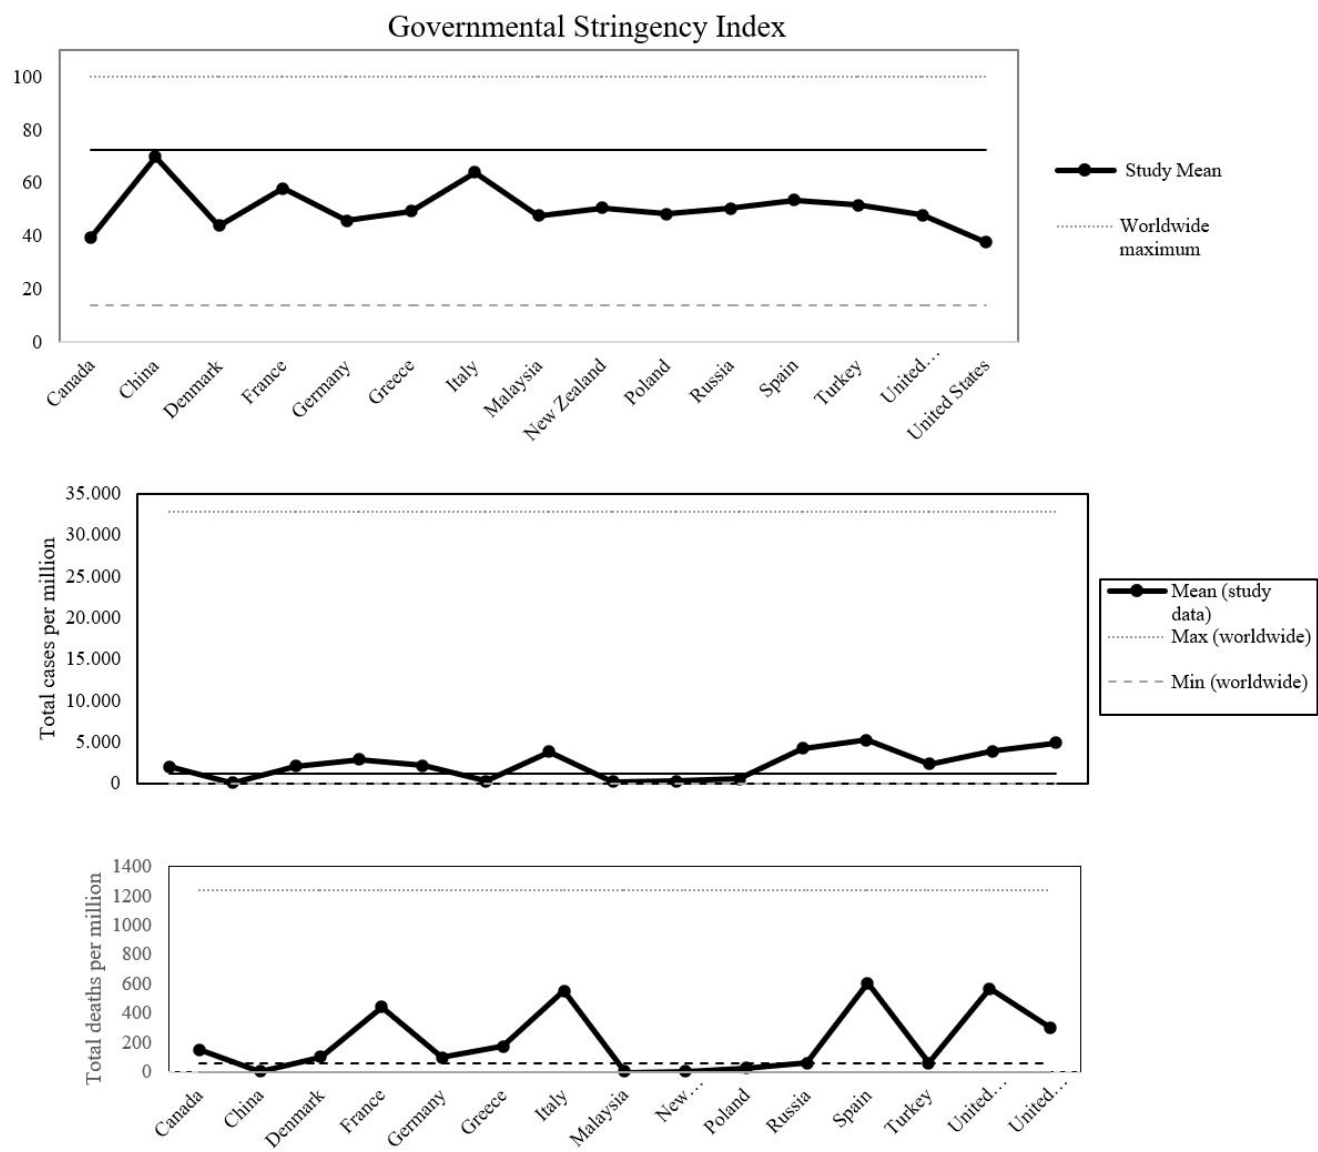 Governmental Stringency Index
100
80
60
40
20
0
Canada
China
Denmark
France
Germany
Greece
Italy
Malaysia
New Zealand
Poland
Russia
Spain
Turkey
United…
United States
Study Mean
Worldwide
maximum
Total cases per million
35.000
30.000
25.000
20.000
15.000
10.000
5.000
0
Mean (study
data)
Max (worldwide)
Min (worldwide)
Total deaths per million
1400
1200
1000
800
600
400
200
0
Canada
China
Denmark
France
Germany
Greece
Italy
Malaysia
New…
Poland
Russia
Spain
Turkey
United…
United…